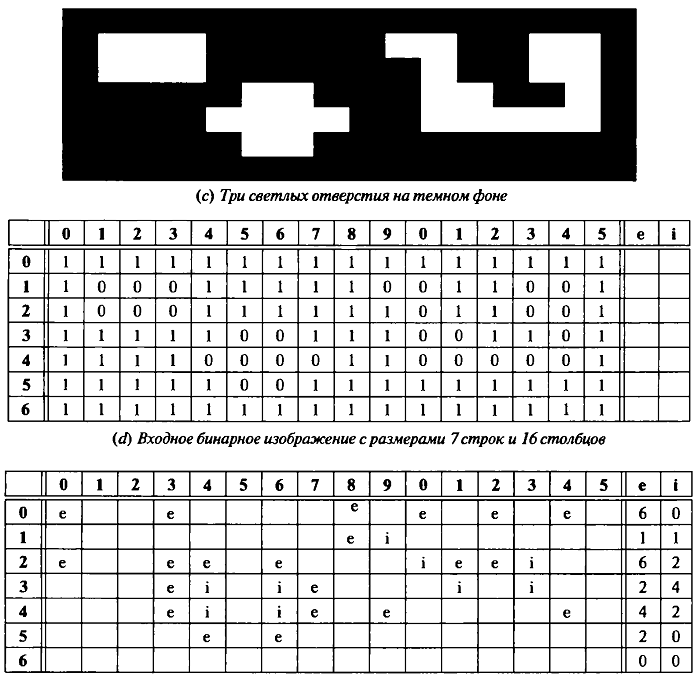 (c) Три светлых отверстия на темном фоне
0 1 2 3 4 5 6 7 8 9 0 1 2 3 4 5 e i
0 1 1 1 1 1 1 1 1 1 1 1 1 1 1 1 1
1 1 0 0 0 1 1 1 1 1 0 0 1 1 0 0 1
2 1 0 0 0 1 1 1 1 1 1 0 1 1 0 0 1
3 1 1 1 1 1 0 0 1 1 1 0 0 1 1 0 1
4 1 1 1 1 0 0 0 0 1 1 0 0 0 0 0 1
5 1 1 1 1 1 0 0 1 1 1 1 1 1 1 1 1
6 1 1 1 1 1 1 1 1 1 1 1 1 1 1 1 1
(d) Входное бинарное изображение с размерами 7 строк и 16 столбцов
0 1 2 3 4 5 6 7 8 9 0 1 2 3 4 5 e i
0 e e e e e e 6 0
1 e i 1 1
2 e e e e i e e i 6 2
3 e i i e i i 2 4
4 e i i e e e 4 2
5 e e 2 0
6 0 0